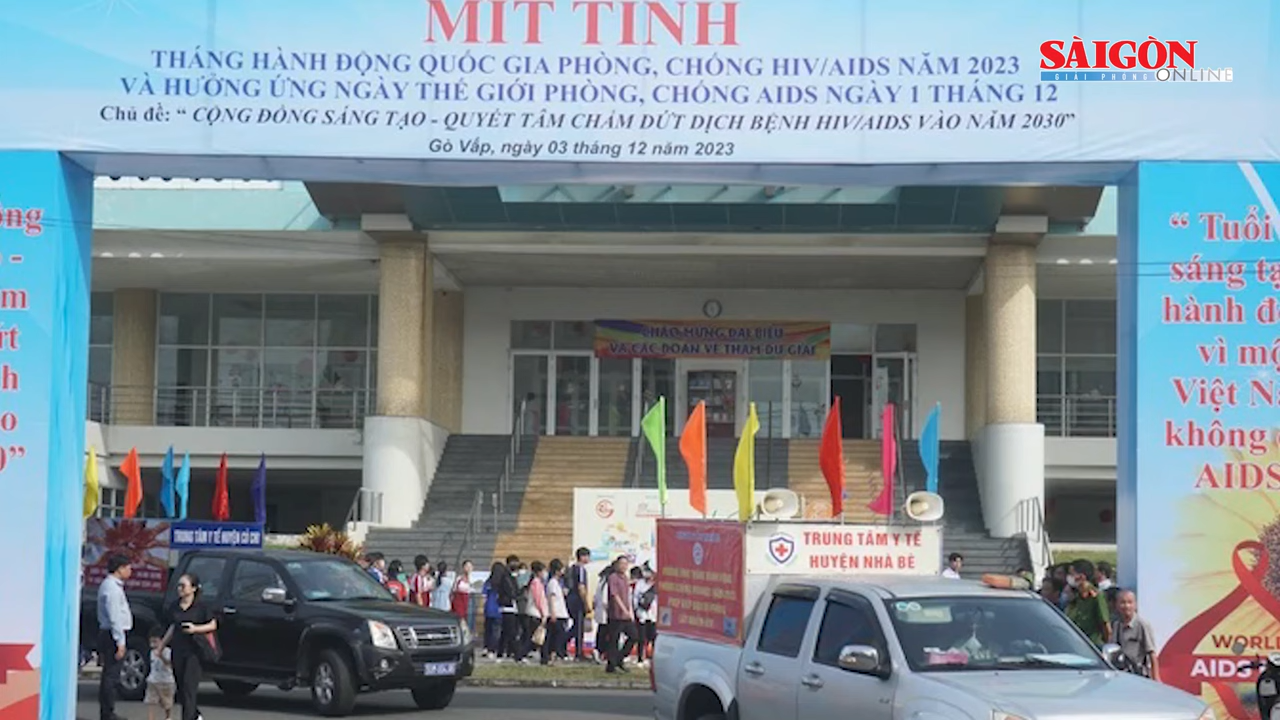 MÍT TINH
THÁNG HÀNH ĐỘNG QUỐC GIA PHÒNG, CHỐNG HIV/AIDS NĂM 2023
VÀ HƯỞNG ỨNG NGÀY THẾ GIỚI PHÒNG, CHỐNG AIDS NGÀY 1 THÁNG 12
Chủ đề: “ CỘNG ĐỒNG SÁNG TẠO - QUYẾT TÂM CHẤM DỨT DỊCH BỆNH HIV/AIDS VÀO NĂM 2030”
Gò Vấp, ngày 03 tháng 12 năm 2023
SÀI GÒN
GIẢI PHÓNG ONLINE
CHÀO MỪNG ĐẠI BIỂU
VÀ CÁC ĐOÀN VỀ THAM DỰ GIẢI
“ Tuổi
sáng tạ
hành đ
vì mộ
Việt N
không
AIDS
WORL
AIDS
TRUNG TÂM Y TẾ HUYỆN CỦ CHI
TRUNG TÂM Y TẾ
HUYỆN NHÀ BÈ